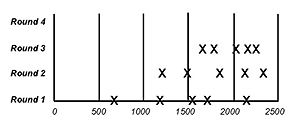 Round 4
Round 3 X X X X X
Round 2 X X X X X
Round 1 X X X X X
0 500 1000 1500 2000 2500